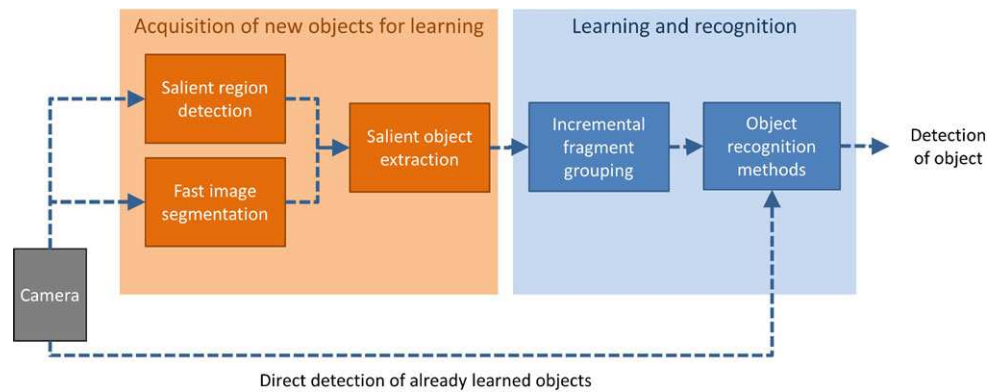 Acquisition of new objects for learning
Learning and recognition
Salient region
detection
Fast image
segmentation
Salient object
extraction
Incremental
fragment
grouping
Object
recognition
methods
Detection
of object
Camera
Direct detection of already learned objects